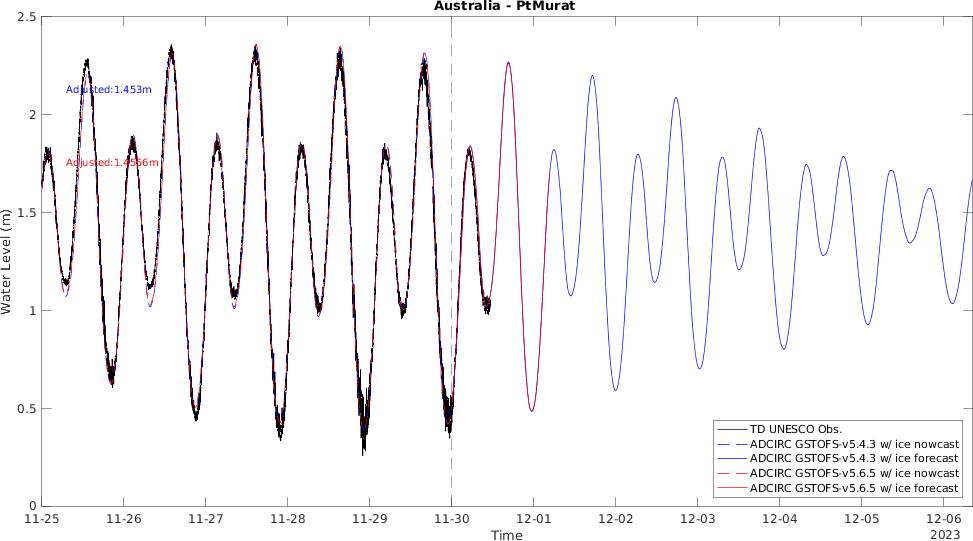 Australia - PtMurat
2.5
2
1.5
1
0.5
0
Water Level (m)
Adjusted:1.453m
Adjusted:1.4566m
TD UNESCO Obs.
ADCIRC GSTOFS-v5.4.3 w/ ice nowcast
ADCIRC GSTOFS-v5.4.3 w/ ice forecast
ADCIRC GSTOFS-v5.6.5 w/ ice nowcast
ADCIRC GSTOFS-v5.6.5 w/ ice forecast
11-25 11-26 11-27 11-28 11-29 11-30 12-01 12-02 12-03 12-04 12-05 12-06
Time
2023